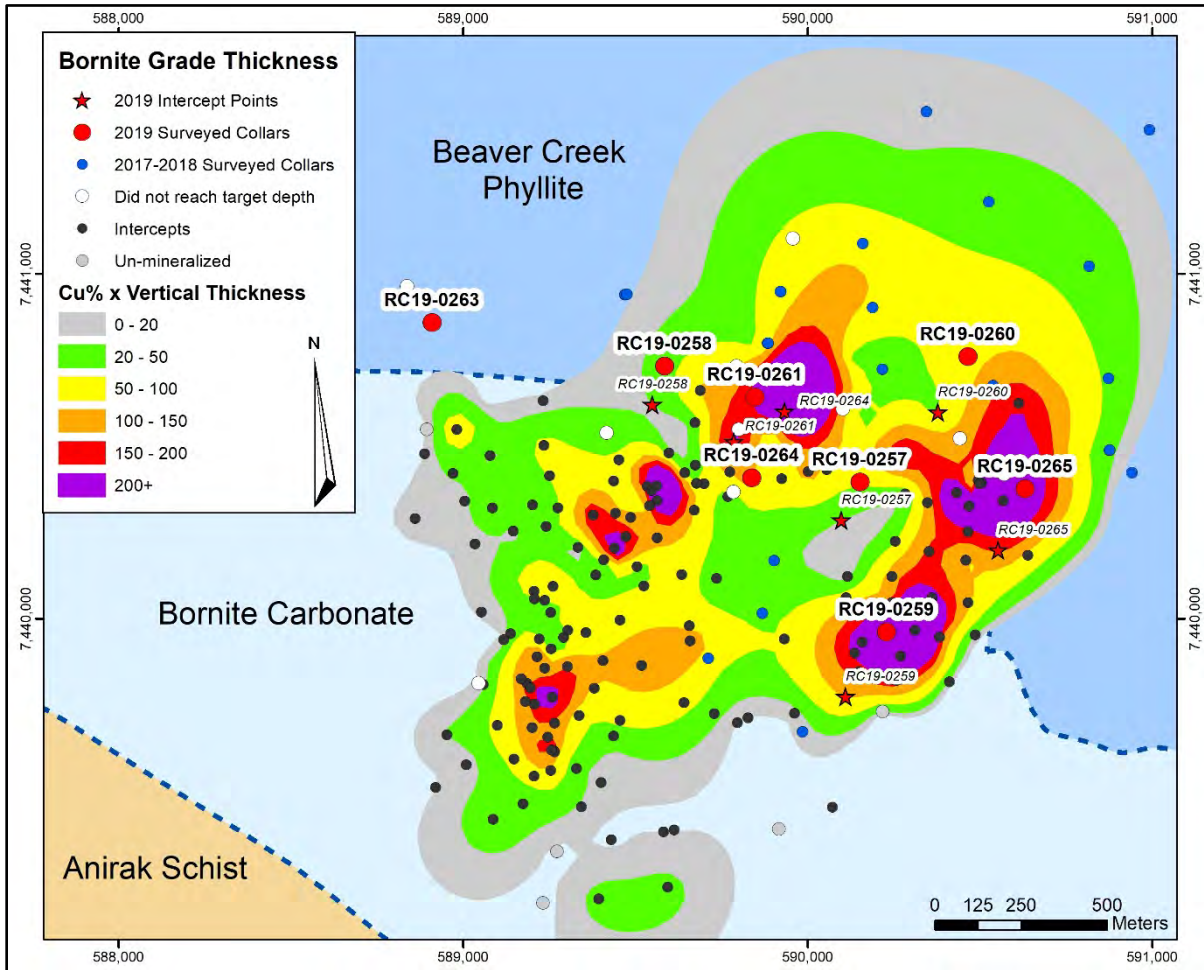 588,000
589,000
590,000
591,000
Bornite Grade Thickness
2019 Intercept Points
2019 Surveyed Collars
2017-2018 Surveyed Collars
Did not reach target depth
Intercepts
Un-mineralized
Cu% x Vertical Thickness
0 - 20
20 - 50
50 - 100
100 - 150
150 - 200
200+
N
Beaver Creek
Phyllite
7,441,000
7,441,000
RC19-0263
RC19-0258
RC19-0260
RC19-0258
RC19-0261
RC19-0264
RC19-0260
RC19-0261
RC19-0264
RC19-0257
RC19-0265
RC19-0257
RC19-0265
Bornite Carbonate
7,440,000
7,440,000
RC19-0259
RC19-0259
Anirak Schist
0 125 250 500
Meters
588,000
589,000
590,000
591,000